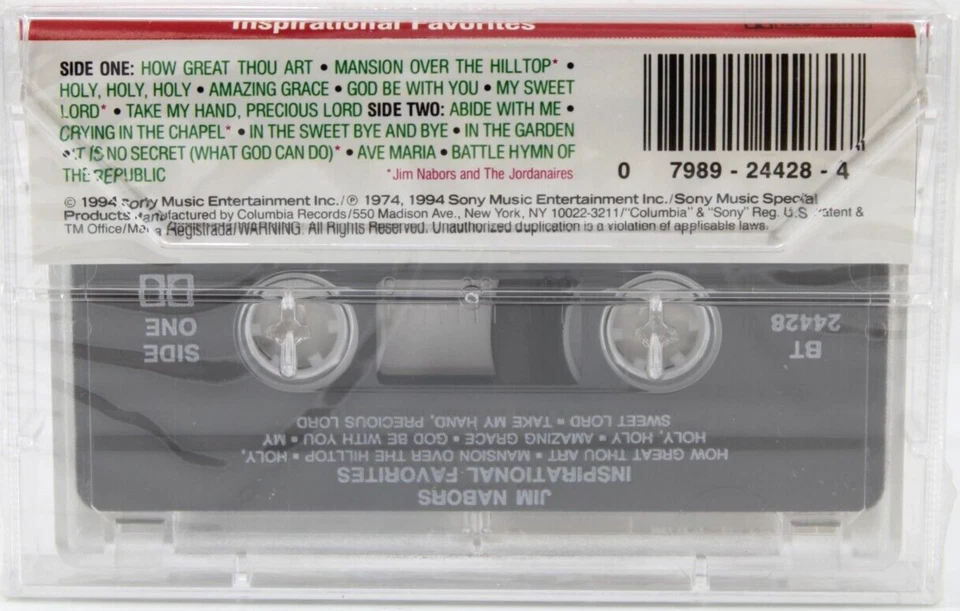 Inspirational Favorites
SIDE ONE: HOW GREAT THOU ART • MANSION OVER THE HILLTOP* •
HOLY, HOLY, HOLY • AMAZING GRACE • GOD BE WITH YOU • MY SWEET
LORD* • TAKE MY HAND, PRECIOUS LORD SIDE TWO: ABIDE WITH ME •
CRYING IN THE CHAPEL* • IN THE SWEET BYE AND BYE • IN THE GARDEN
• IT IS NO SECRET (WHAT GOD CAN DO)* • AVE MARIA • BATTLE HYMN OF
THE REPUBLIC *Jim Nabors and The Jordanaires
0 7989 - 24428 - 4
© 1994 Sony Music Entertainment Inc./℗ 1974, 1994 Sony Music Entertainment Inc./Sony Music Special
Products Manufactured by Columbia Records/550 Madison Ave., New York, NY 10022-3211/"Columbia" & "Sony" Reg. U.S. Patent &
TM Office/Marca Registrada/WARNING: All Rights Reserved. Unauthorized duplication is a violation of applisable laws.
JIM NABORS
INSPIRATIONAL FAVORITES
HOW GREAT THOU ART • MANSION OVER THE HILLTOP • HOLY,
HOLY, HOLY • AMAZING GRACE • GOD BE WITH YOU • MY
SWEET LORD • TAKE MY HAND, PRECIOUS LORD
BT
24428
SIDE
ONE